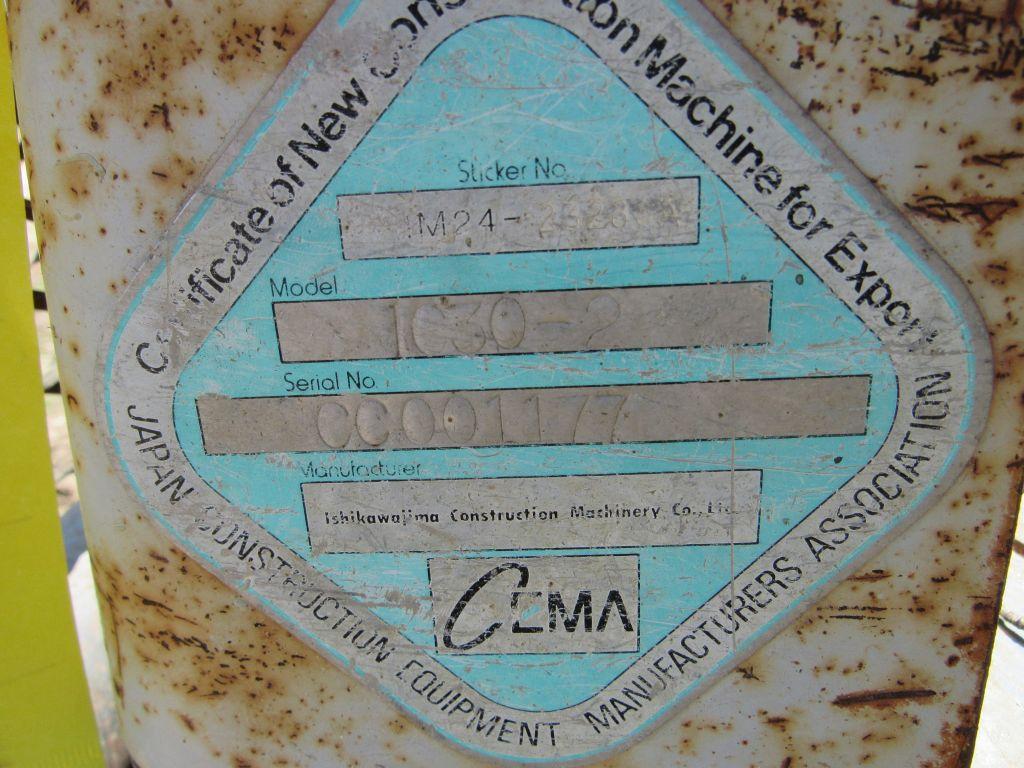 Certificate of New Construction Machine for Export
Sticker No.
M24-
Model
IC30-2
Serial No.
CC001177
Manufacturer
Ishikawajima Construction Machinery Co.,
CEMA
JAPAN CONSTRUCTION EQUIPMENT MANUFACTURERS ASSOCIATION